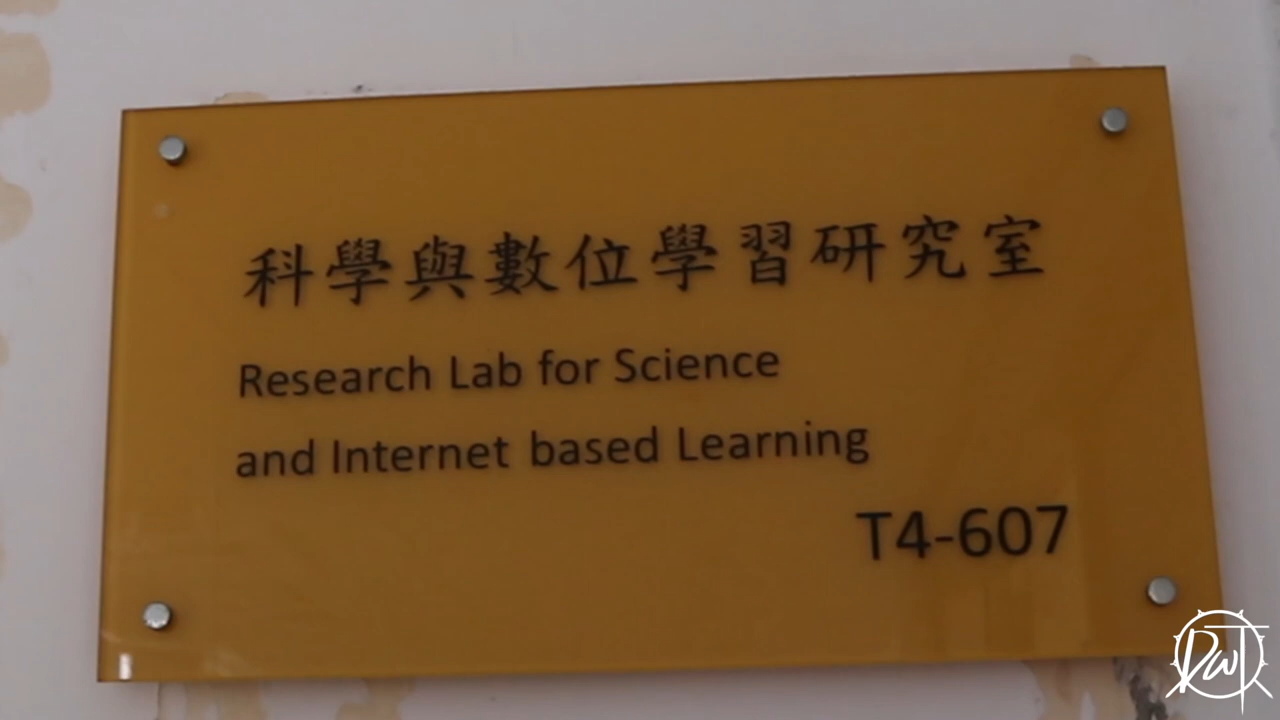 科學與數位學習研究室
Research Lab for Science
and Internet based Learning
T4-607
RWT